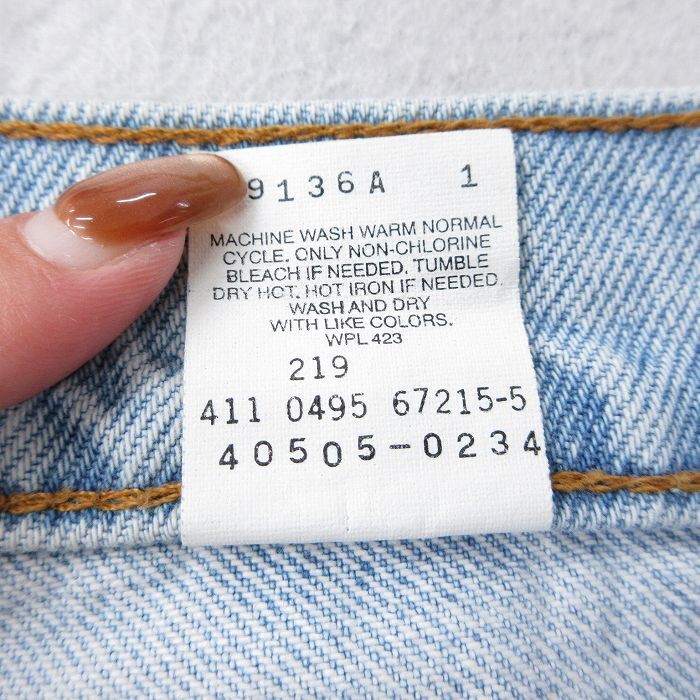 9136A 1
MACHINE WASH WARM NORMAL
CYCLE. ONLY NON-CHLORINE
BLEACH IF NEEDED. TUMBLE
DRY HOT. HOT IRON IF NEEDED.
WASH AND DRY
WITH LIKE COLORS.
WPL 423
219
411 0495 67215-5
40505-0234